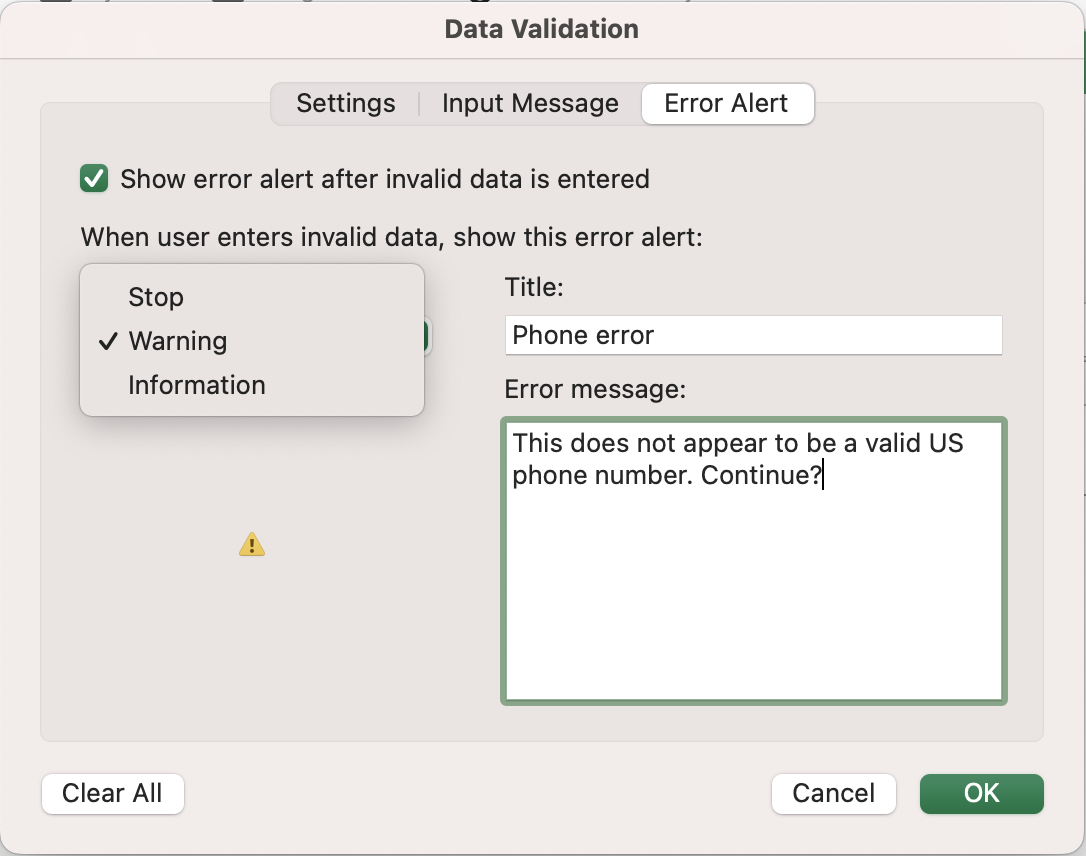 Data Validation
Settings
Input Message
Error Alert
Show error alert after invalid data is entered
When user enters invalid data, show this error alert:
Stop
Warning
Information
Title:
Phone error
Error message:
This does not appear to be a valid US
phone number. Continue?
Clear All
Cancel
OK